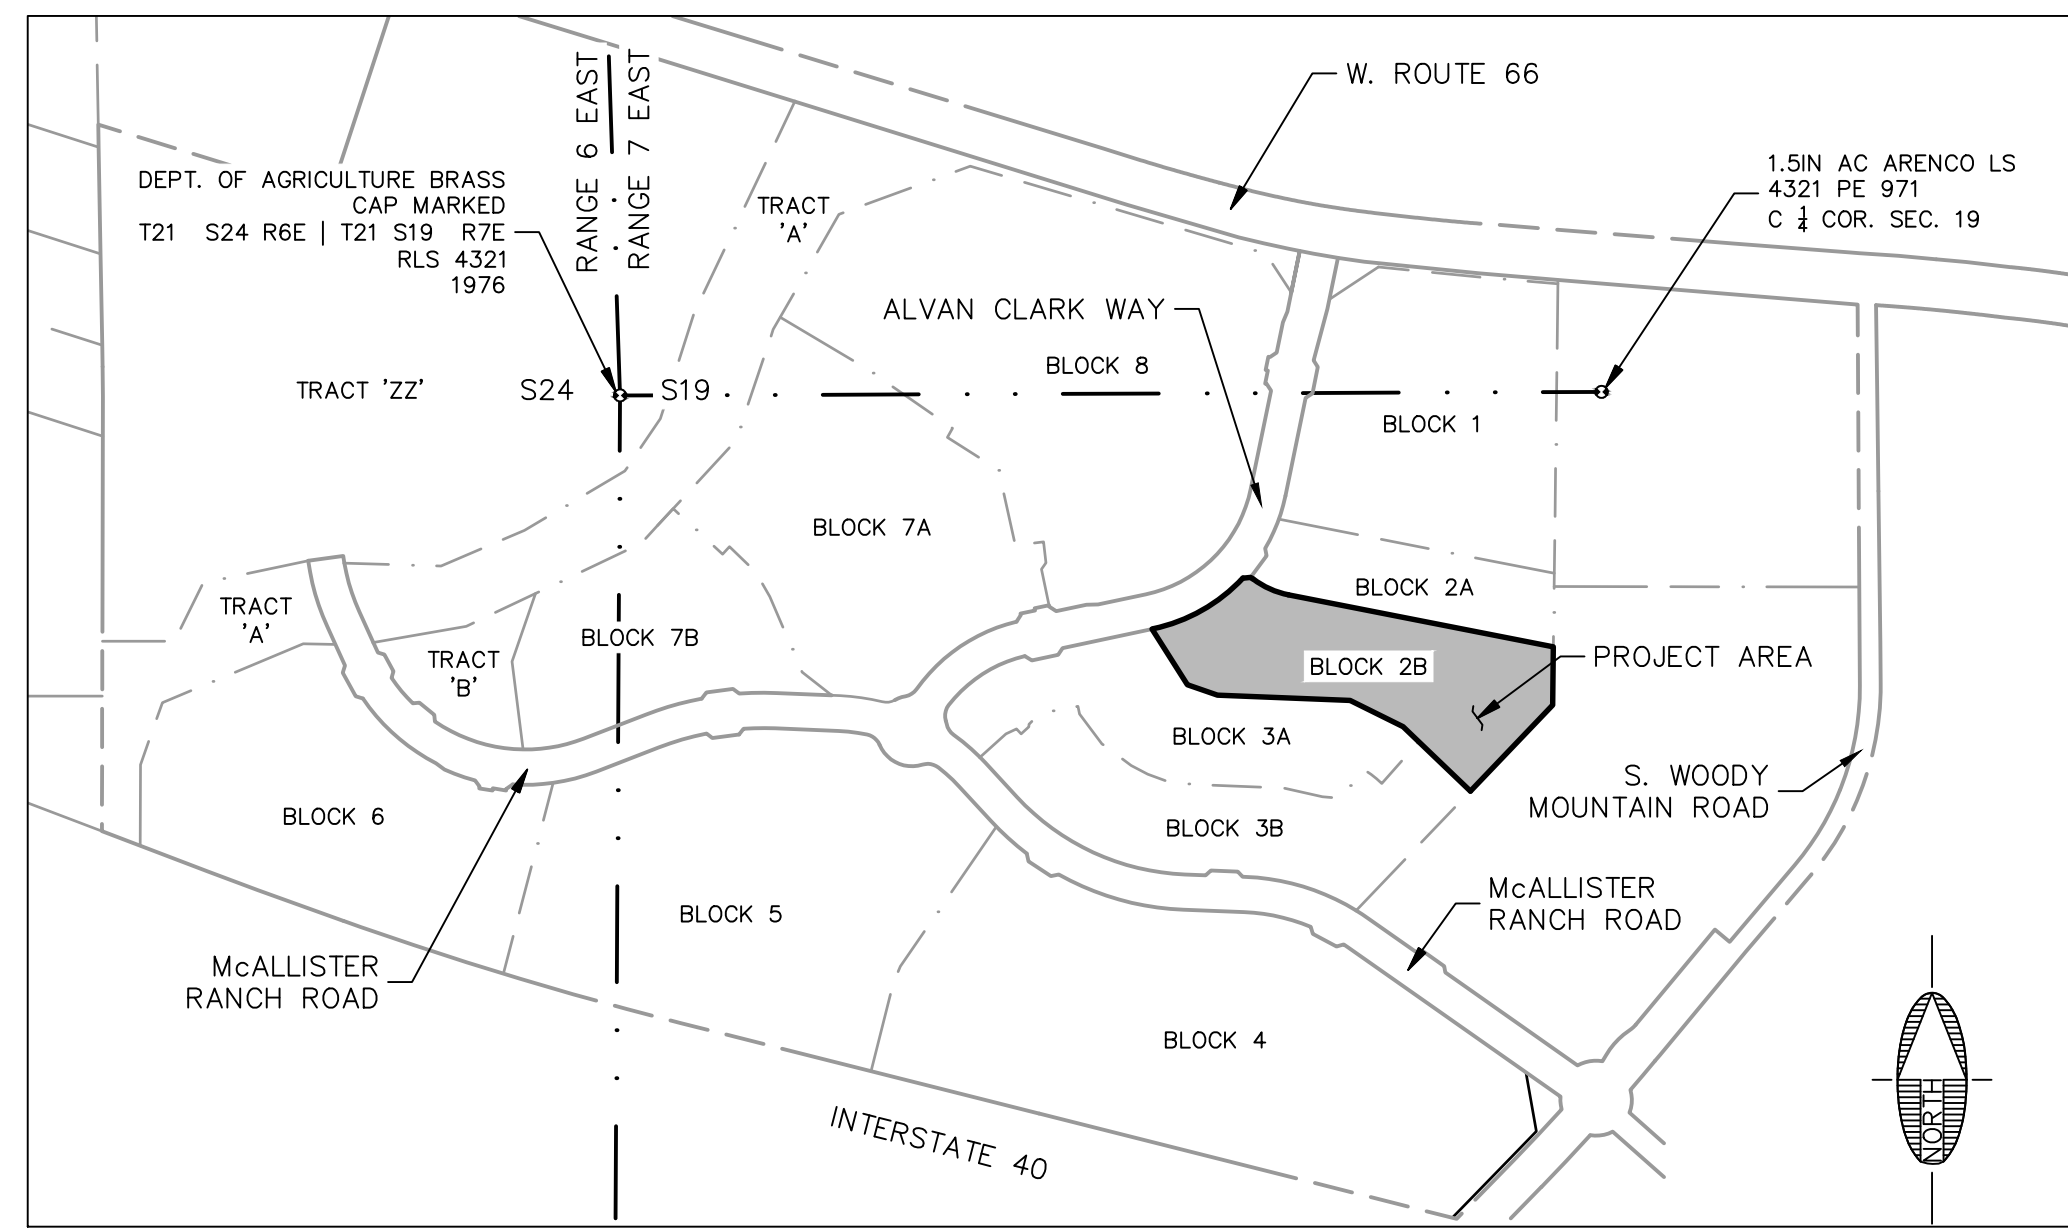 W. ROUTE 66
RANGE 6 EAST
RANGE 7 EAST
DEPT. OF AGRICULTURE BRASS
CAP MARKED
T21 S24 R6E | T21 S19 R7E
RLS 4321
1976
TRACT
'A'
1.5IN AC ARENCO LS
4321 PE 971
C 1/4 COR. SEC. 19
ALVAN CLARK WAY
BLOCK 8
TRACT 'ZZ'
S24
S19
BLOCK 1
BLOCK 7A
BLOCK 2A
TRACT
'A'
BLOCK 7B
TRACT
'B'
BLOCK 2B
PROJECT AREA
BLOCK 3A
S. WOODY
MOUNTAIN ROAD
BLOCK 6
BLOCK 3B
BLOCK 5
McALLISTER
RANCH ROAD
McALLISTER
RANCH ROAD
BLOCK 4
INTERSTATE 40
NORTH